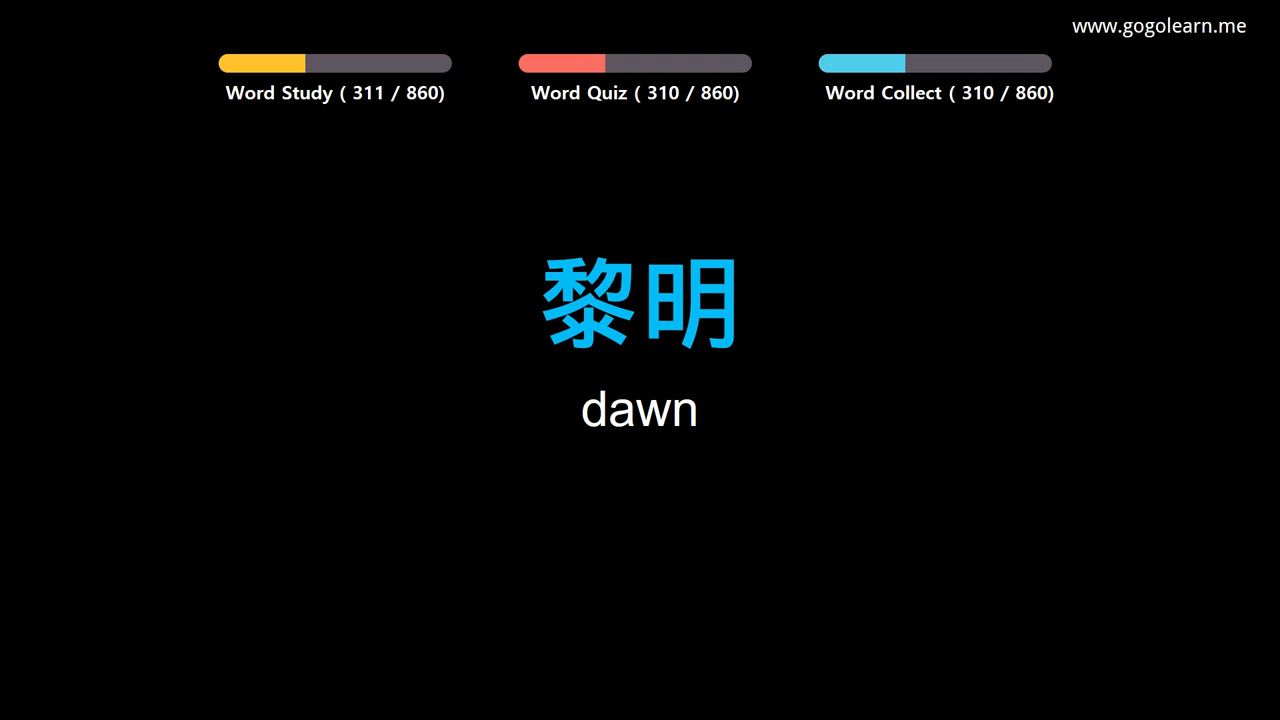 www.gogolearn.me
Word Study ( 311 / 860)
Word Quiz ( 310 / 860)
Word Collect ( 310 / 860)
黎明
dawn